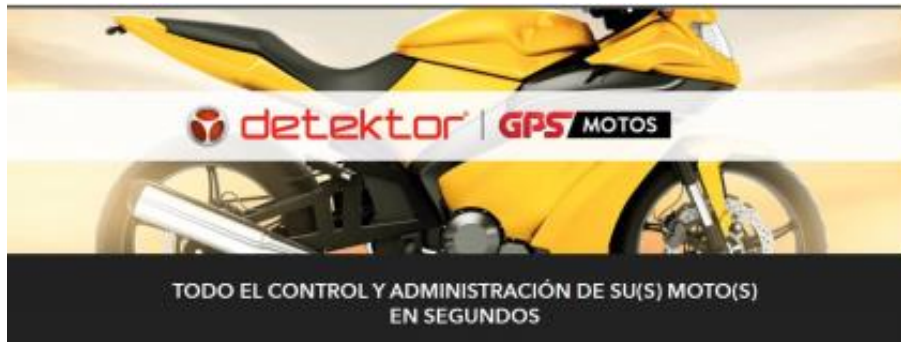 detektor | GPS MOTOS
TODO EL CONTROL Y ADMINISTRACIÓN DE SU(S) MOTO(S)
EN SEGUNDOS